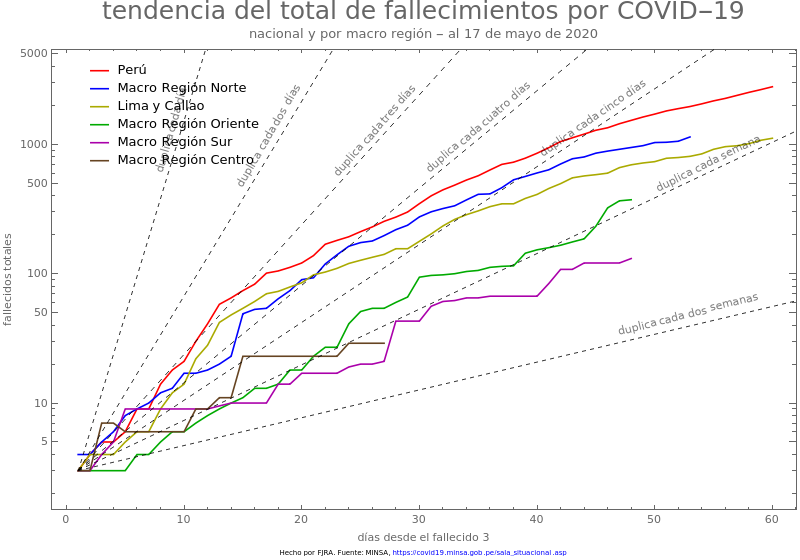 tendencia del total de fallecimientos por COVID−19
nacional y por macro región − al 17 de mayo de 2020
fallecidos totales
5000
1000
500
100
50
10
5
Perú
Macro Región Norte
Lima y Callao
Macro Región Oriente
Macro Región Sur
Macro Región Centro
duplica cada dos días
duplica cada tres días
duplica cada cuatro días
duplica cada cinco días
duplica cada semana
duplica cada dos semanas
0 10 20 30 40 50 60
días desde el fallecido 3
Hecho por FJRA. Fuente: MINSA, https://covid19.minsa.gob.pe/sala_situacional.asp